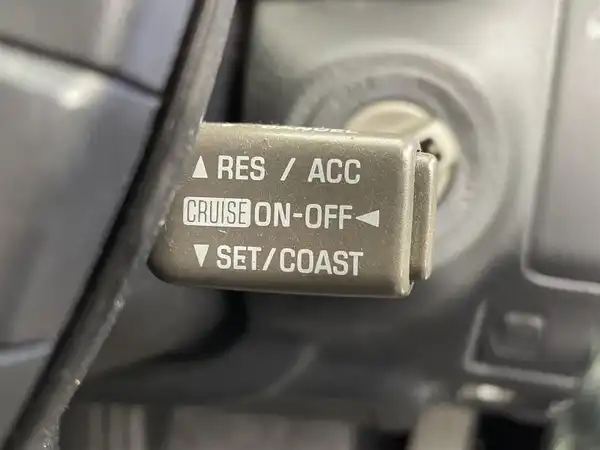 ▲ RES / ACC
CRUISE ON-OFF ◄
▼ SET/COAST